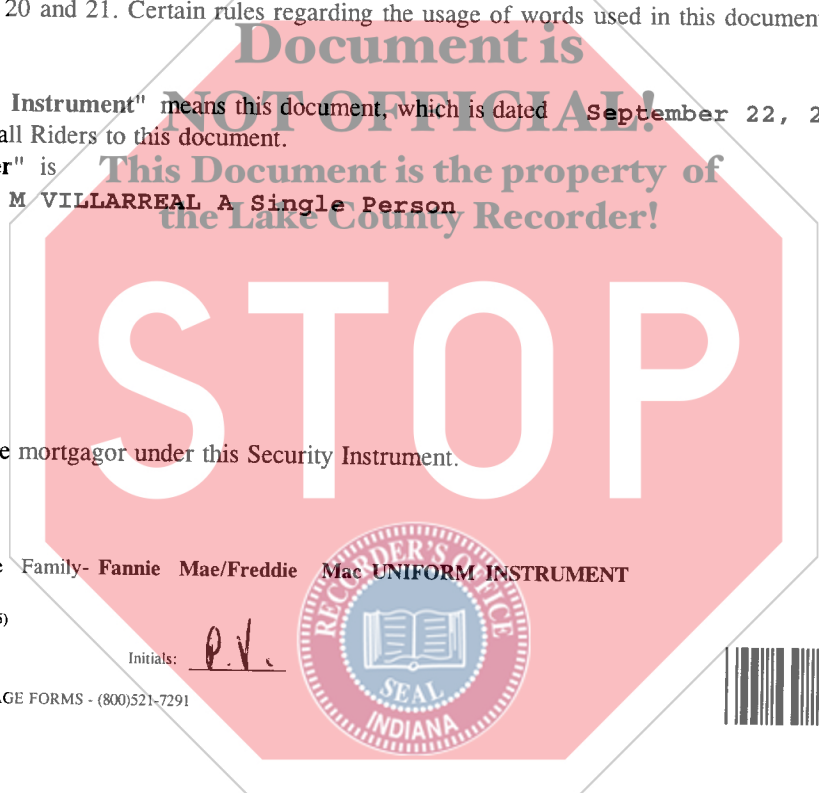 20 and 21. Certain rules regarding the usage of words used in this document
Document is
Instrument" means this document, which is dated September 22, 2
NOT OFFICIAL!
all Riders to this document.
er" is
This Document is the property of
M VILLARREAL A Single Person
the Lake County Recorder!
STOP
e mortgagor under this Security Instrument.
e Family- Fannie Mae/Freddie Mac UNIFORM INSTRUMENT
RECORDER'S OFFICE
Initials: P.V.
SEAL
INDIANA
AGE FORMS - (800)521-7291